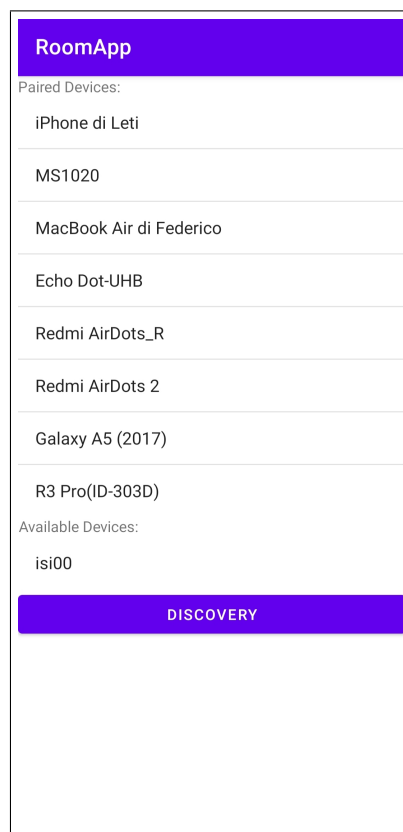 RoomApp
Paired Devices:
iPhone di Leti
MS1020
MacBook Air di Federico
Echo Dot-UHB
Redmi AirDots_R
Redmi AirDots 2
Galaxy A5 (2017)
R3 Pro(ID-303D)
Available Devices:
isi00
DISCOVERY